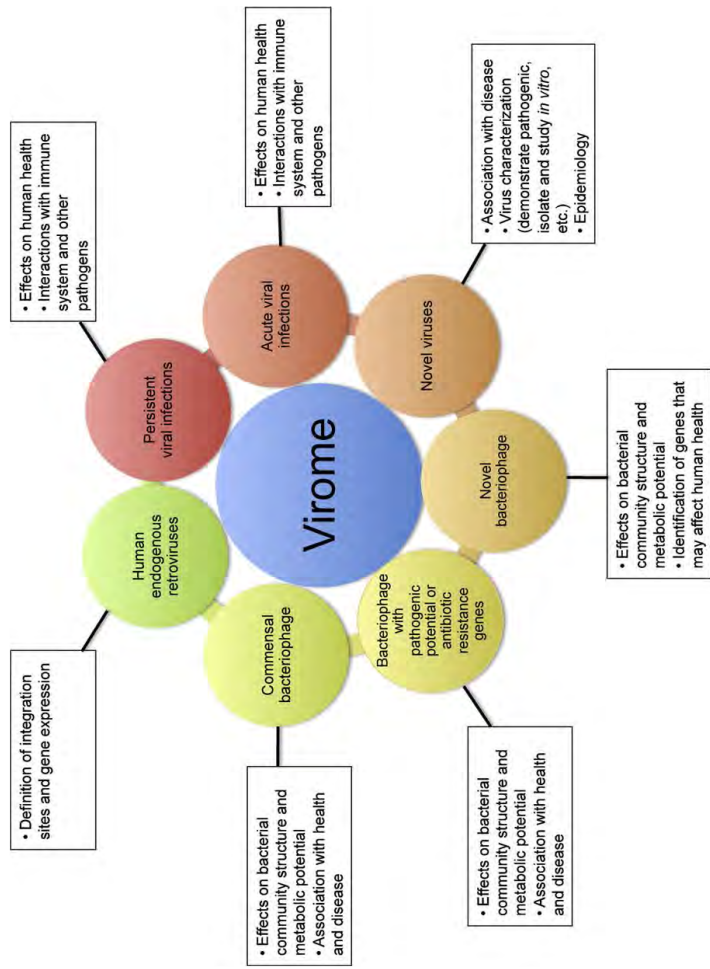 Virome
Persistent
viral infections
• Effects on human health
• Interactions with immune
system and other
pathogens
Acute viral
infections
• Effects on human health
• Interactions with immune
system and other
pathogens
Novel viruses
• Association with disease
• Virus characterization
(demonstrate pathogenic,
isolate and study in vitro,
etc.)
• Epidemiology
Novel
bacteriophage
• Effects on bacterial
community structure and
metabolic potential
• Identification of genes that
may affect human health
Bacteriophage
with
pathogenic
potential or
antibiotic
resistance
genes
• Effects on bacterial
community structure and
metabolic potential
• Association with health
and disease
Commensal
bacteriophage
• Effects on bacterial
community structure and
metabolic potential
• Association with health
and disease
Human
endogenous
retroviruses
• Definition of integration
sites and gene expression